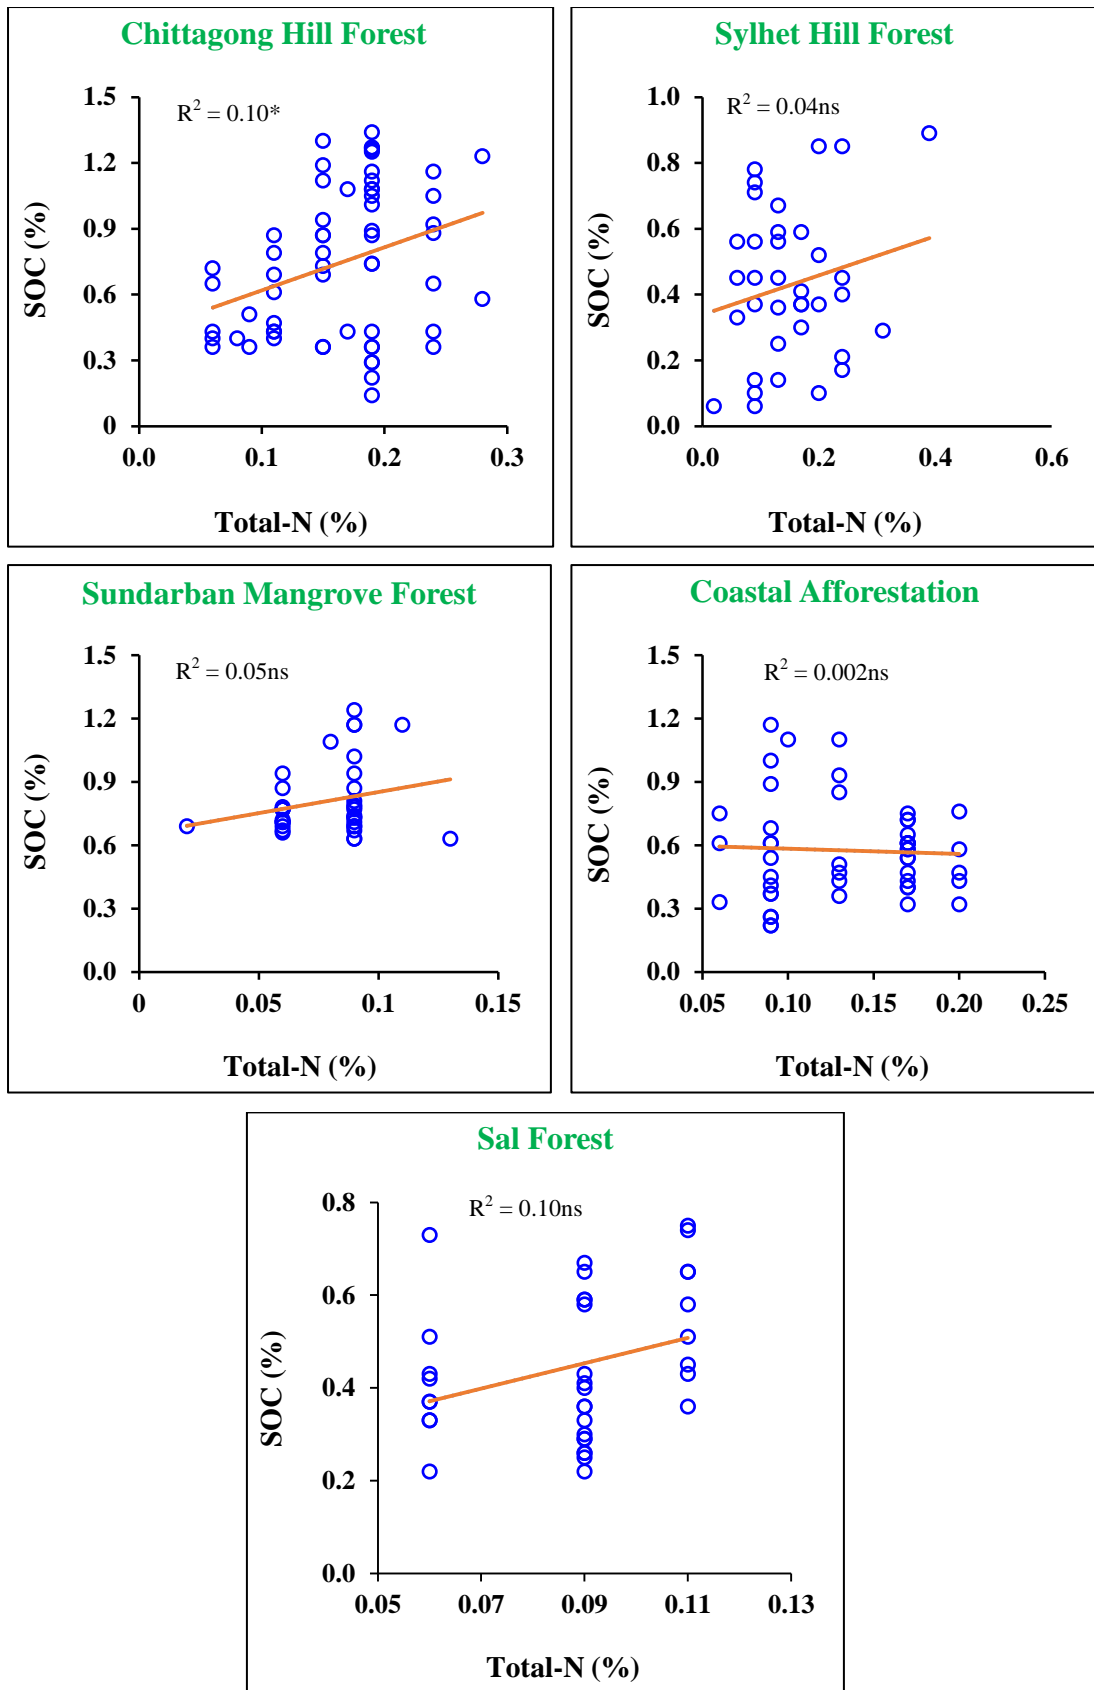 Chittagong Hill Forest
R² = 0.10*
1.5
1.2
0.9
0.6
0.3
0
SOC (%)
0.0 0.1 0.2 0.3
Total-N (%)
Sylhet Hill Forest
R² = 0.04ns
1.0
0.8
0.6
0.4
0.2
0.0
SOC (%)
0.0 0.2 0.4 0.6
Total-N (%)
Sundarban Mangrove Forest
R² = 0.05ns
1.5
1.2
0.9
0.6
0.3
0.0
SOC (%)
0 0.05 0.1 0.15
Total-N (%)
Coastal Afforestation
R² = 0.002ns
1.5
1.2
0.9
0.6
0.3
0.0
SOC (%)
0.05 0.10 0.15 0.20 0.25
Total-N (%)
Sal Forest
R² = 0.10ns
0.8
0.6
0.4
0.2
0.0
SOC (%)
0.05 0.07 0.09 0.11 0.13
Total-N (%)